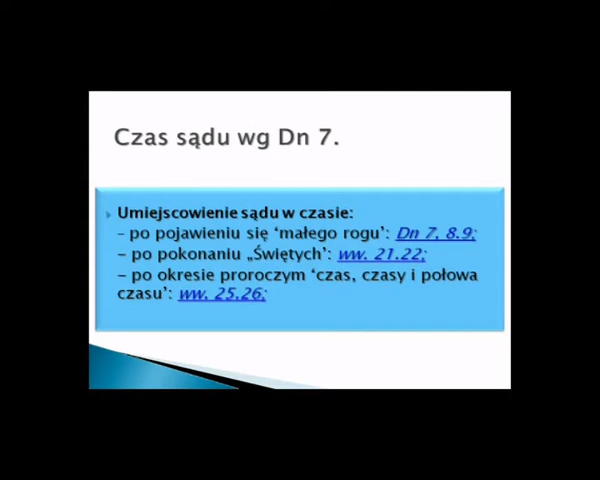 Czas sądu wg Dn 7.
Umiejscowienie sądu w czasie:
– po pojawieniu się ‘małego rogu’: Dn 7, 8.9;
– po pokonaniu „Świętych’: ww. 21.22;
– po okresie proroczym ‘czas, czasy i połowa
czasu’: ww. 25.26;